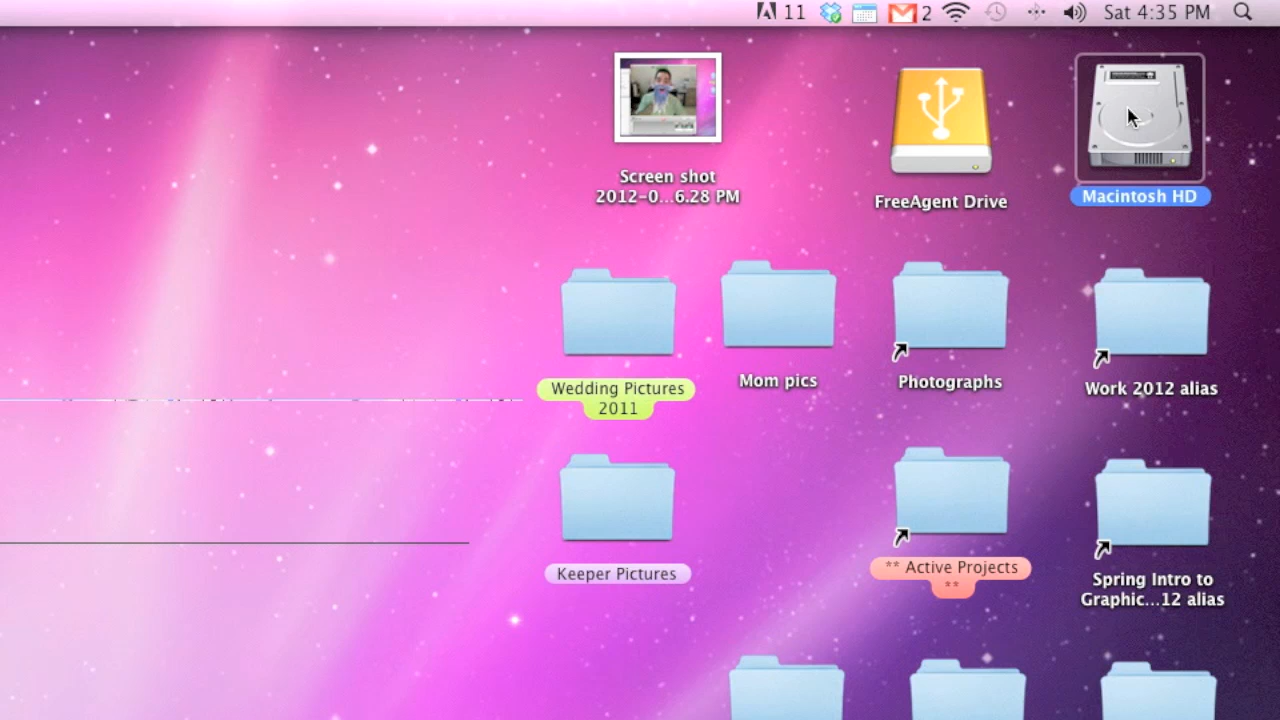 11
2
Sat 4:35 PM
Screen shot
2012-0...6.28 PM
FreeAgent Drive
Macintosh HD
Wedding Pictures
2011
Mom pics
Photographs
Work 2012 alias
Keeper Pictures
** Active Projects
**
Spring Intro to
Graphic...12 alias